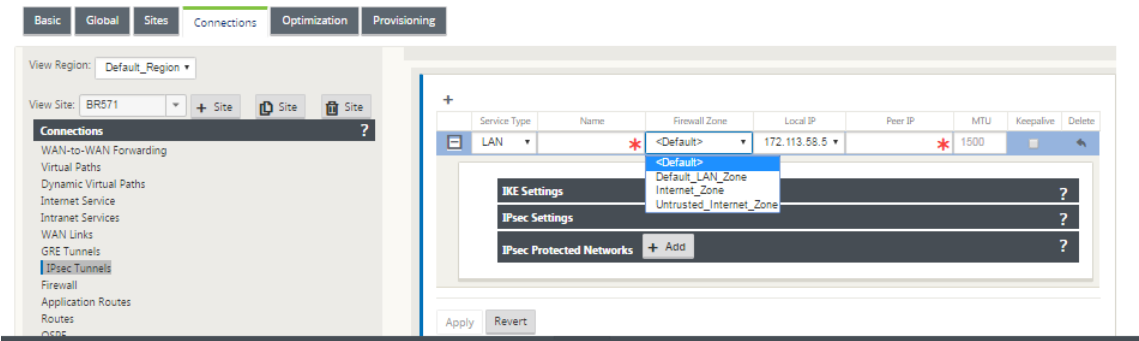 Basic Global Sites Connections Optimization Provisioning
View Region: Default_Region
View Site: BR571 + Site Site Site
Connections ?
WAN-to-WAN Forwarding
Virtual Paths
Dynamic Virtual Paths
Internet Service
Intranet Services
WAN Links
GRE Tunnels
IPsec Tunnels
Firewall
Application Routes
Routes
OSPF
+
Service Type Name Firewall Zone Local IP Peer IP MTU Keepalive Delete
LAN * <Default> 172.113.58.5 * 1500
<Default>
Default_LAN_Zone
Internet_Zone
Untrusted_Internet_Zone
IKE Settings ?
IPsec Settings ?
IPsec Protected Networks + Add ?
Apply Revert